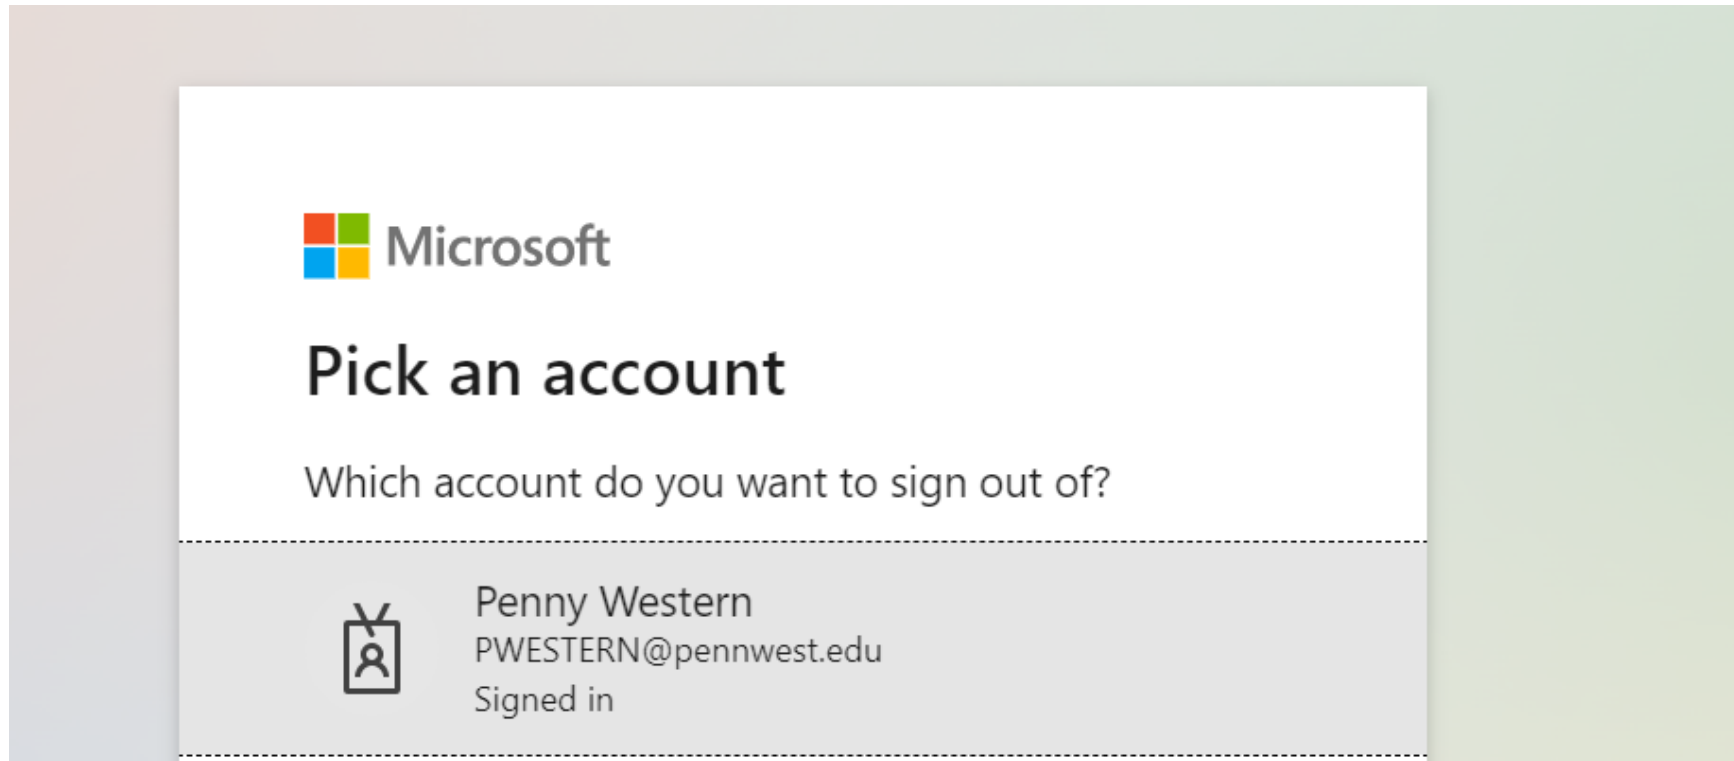 Microsoft
Pick an account
Which account do you want to sign out of?
Penny Western
PWESTERN@pennwest.edu
Signed in